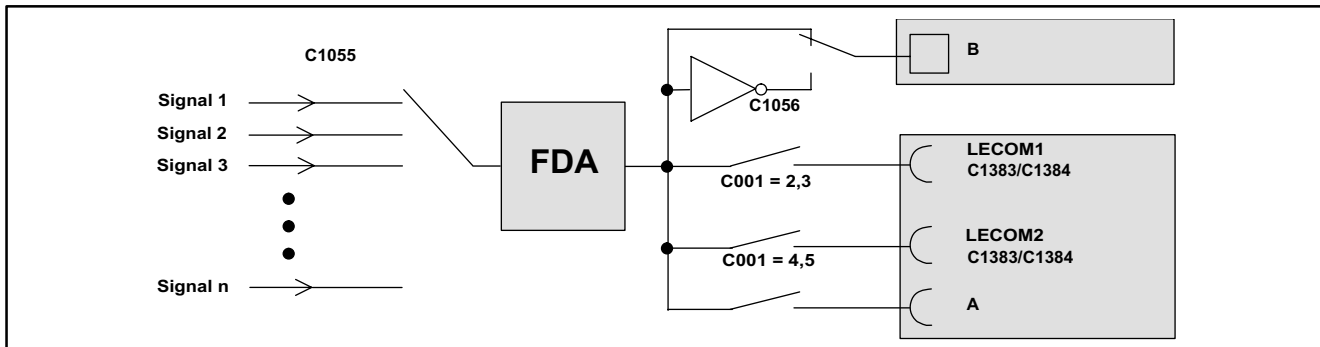 C1055
Signal 1
Signal 2
Signal 3
Signal n
FDA
C1056
B
C001 = 2,3
LECOM1
C1383/C1384
C001 = 4,5
LECOM2
C1383/C1384
A